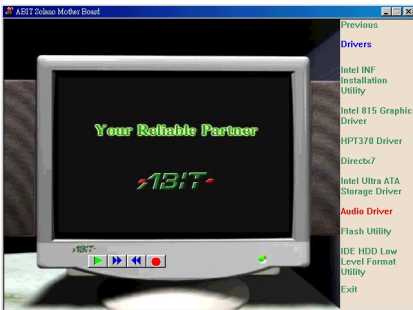 ABIT Solano Mother Board
Previous
Drivers
Intel INF
Installation
Utility
Intel 815 Graphic
Driver
HPT370 Driver
Directx7
Intel Ultra ATA
Storage Driver
Audio Driver
Flash Utility
IDE HDD Low
Level Format
Utility
Exit
Your Reliable Partner
ABIT
ABIT